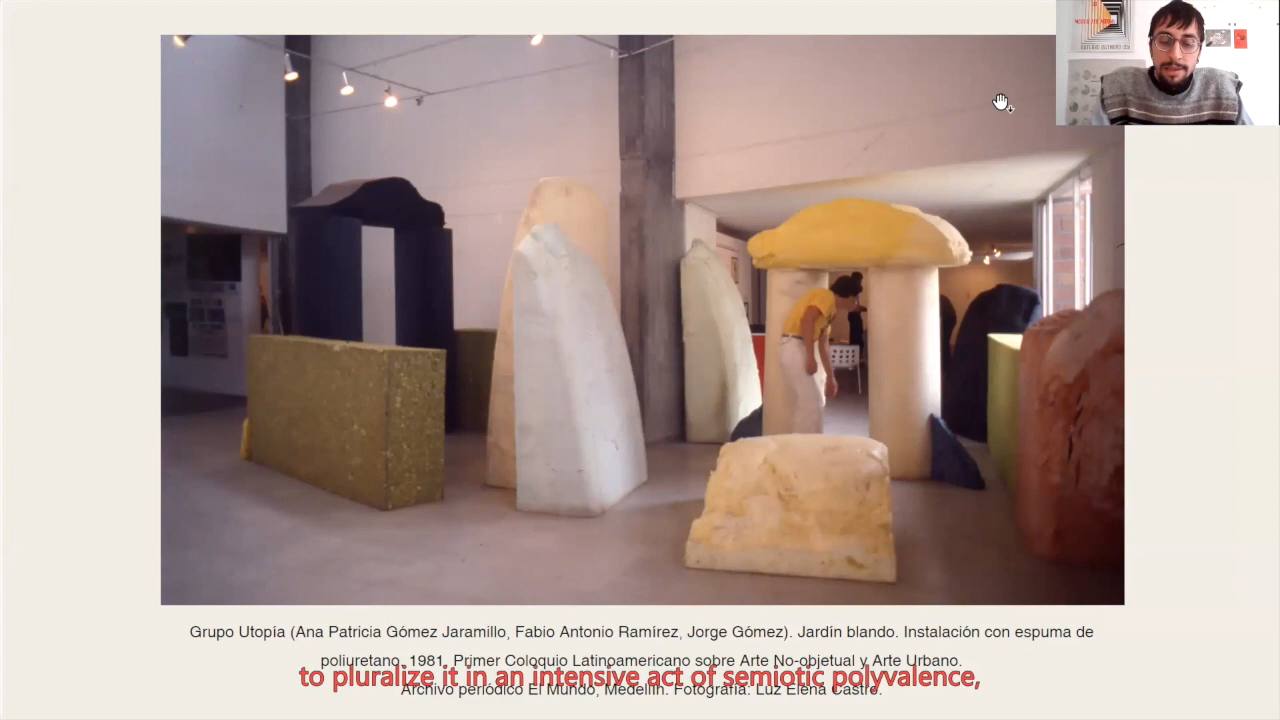 Grupo Utopía (Ana Patricia Gómez Jaramillo, Fabio Antonio Ramírez, Jorge Gómez). Jardín blando. Instalación con espuma de
poliuretano. 1981. Primer Coloquio Latinoamericano sobre Arte No-objetual y Arte Urbano.
to pluralize it in an intensive act of semiotic polyvalence,
Archivo periódico El Mundo, Medellín. Fotografía: Luz Elena Castro.